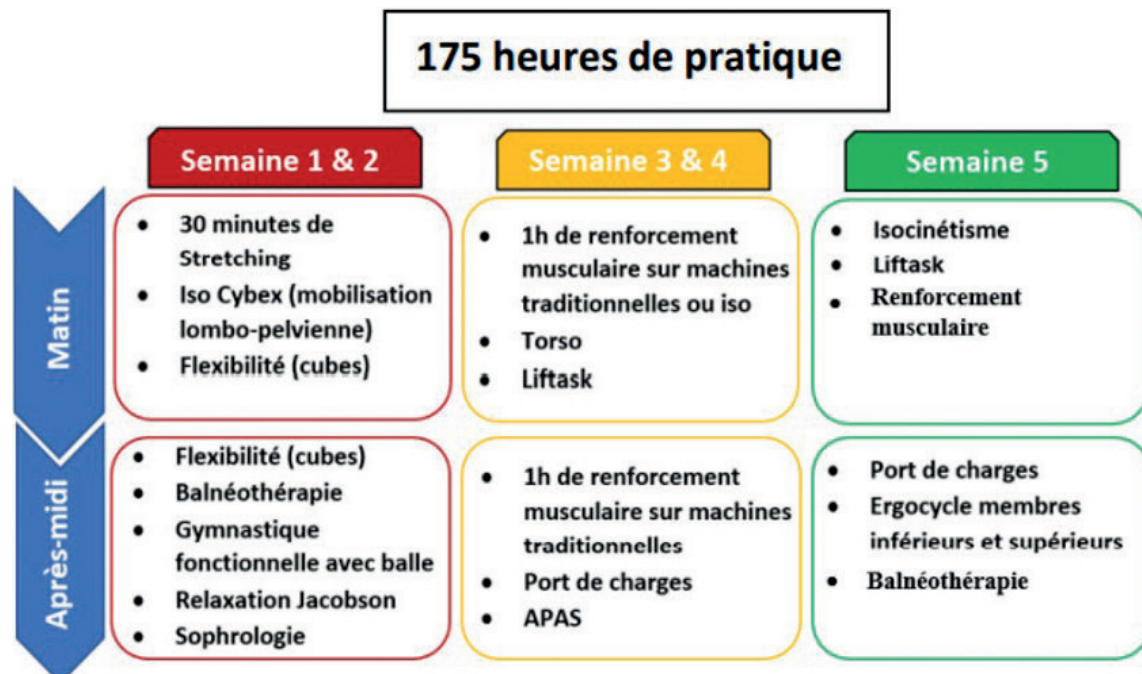 175 heures de pratique
Semaine 1 & 2
Semaine 3 & 4
Semaine 5
Matin
• 30 minutes de
Stretching
• Iso Cybex (mobilisation
lombo-pelvienne)
• Flexibilité (cubes)
• 1h de renforcement
musculaire sur machines
traditionnelles ou iso
• Torso
• Liftask
• Isocinétisme
• Liftask
• Renforcement
musculaire
Après-midi
• Flexibilité (cubes)
• Balnéothérapie
• Gymnastique
fonctionnelle avec balle
• Relaxation Jacobson
• Sophrologie
• 1h de renforcement
musculaire sur machines
traditionnelles
• Port de charges
• APAS
• Port de charges
• Ergocycle membres
inférieurs et supérieurs
• Balnéothérapie